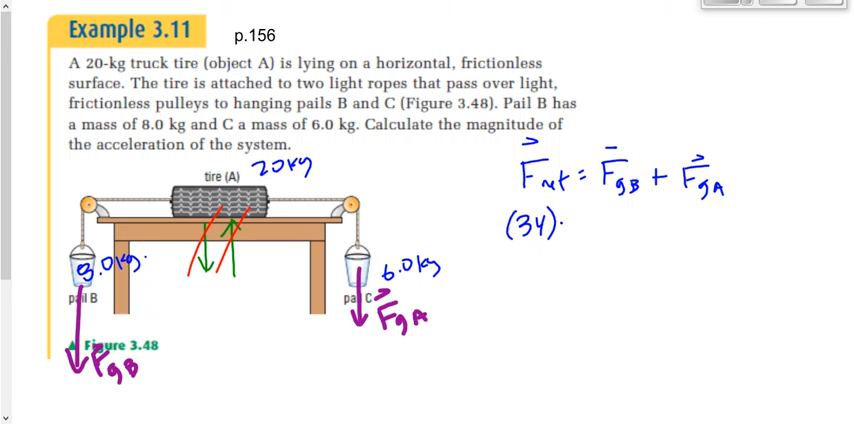 Example 3.11
p.156
A 20-kg truck tire (object A) is lying on a horizontal, frictionless
surface. The tire is attached to two light ropes that pass over light,
frictionless pulleys to hanging pails B and C (Figure 3.48). Pail B has
a mass of 8.0 kg and C a mass of 6.0 kg. Calculate the magnitude of
the acceleration of the system.
tire (A) 20kg
F⃗net = F⃗gB + F⃗gA
(34).
8.0kg.
6.0kg
pail B
pail C
F⃗gA
▲ Figure 3.48
F⃗gB